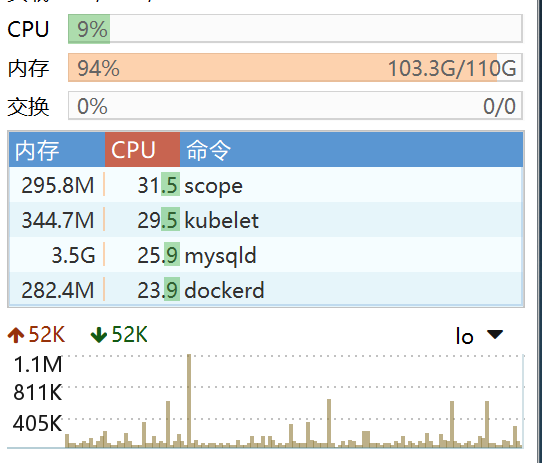 CPU 9%
内存 94% 103.3G/110G
交换 0% 0/0
内存 CPU 命令
295.8M 31.5 scope
344.7M 29.5 kubelet
3.5G 25.9 mysqld
282.4M 23.9 dockerd
52K 52K lo
1.1M
811K
405K